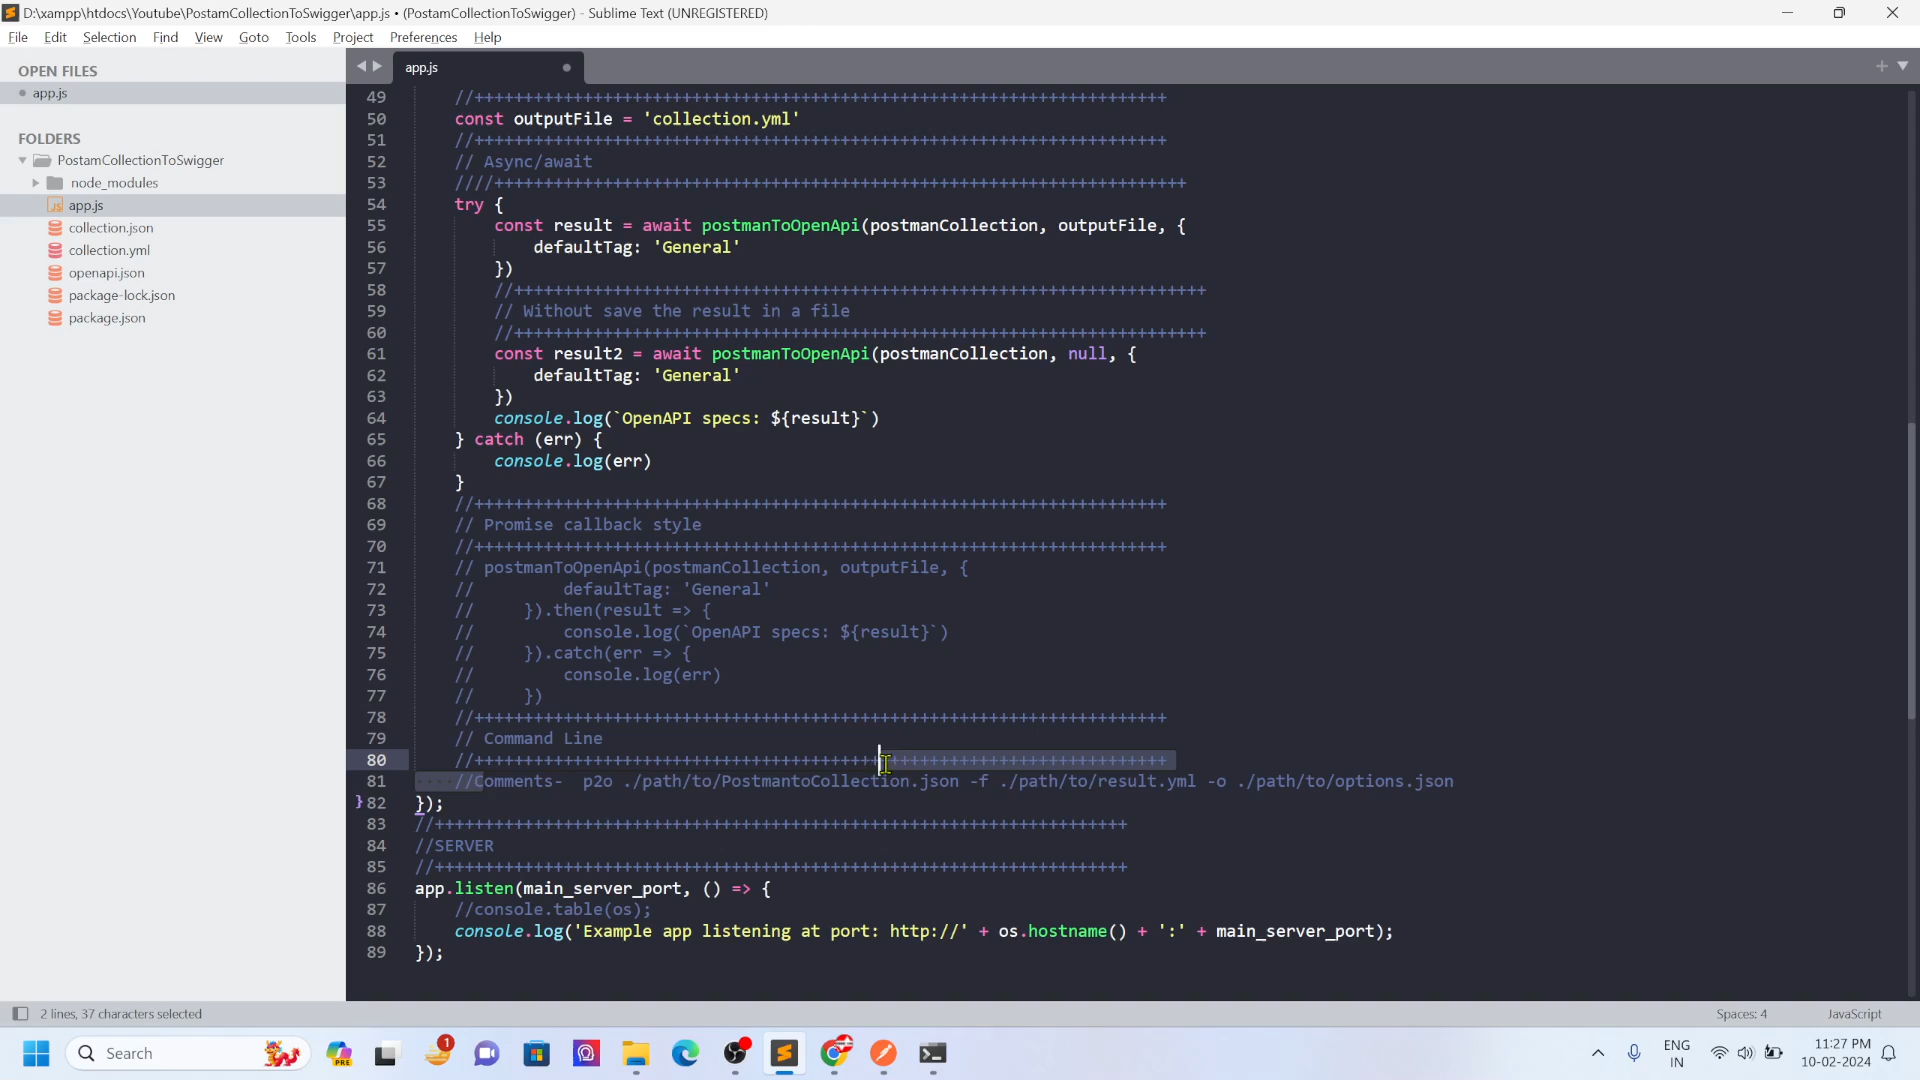 D:\xampp\htdocs\Youtube\PostamCollectionToSwigger\app.js • (PostamCollectionToSwigger) - Sublime Text (UNREGISTERED)
File Edit Selection Find View Goto Tools Project Preferences Help
OPEN FILES
app.js
FOLDERS
PostamCollectionToSwigger
node_modules
app.js
collection.json
collection.yml
openapi.json
package-lock.json
package.json
app.js
49 //++++++++++++++++++++++++++++++++++++++++++++++++++++++++++++++++++++++
50 const outputFile = 'collection.yml'
51 //++++++++++++++++++++++++++++++++++++++++++++++++++++++++++++++++++++++
52 // Async/await
53 ////++++++++++++++++++++++++++++++++++++++++++++++++++++++++++++++++++++++
54 try {
55 const result = await postmanToOpenApi(postmanCollection, outputFile, {
56 defaultTag: 'General'
57 })
58 //++++++++++++++++++++++++++++++++++++++++++++++++++++++++++++++++++++++
59 // Without save the result in a file
60 //++++++++++++++++++++++++++++++++++++++++++++++++++++++++++++++++++++++
61 const result2 = await postmanToOpenApi(postmanCollection, null, {
62 defaultTag: 'General'
63 })
64 console.log(`OpenAPI specs: ${result}`)
65 } catch (err) {
66 console.log(err)
67 }
68 //++++++++++++++++++++++++++++++++++++++++++++++++++++++++++++++++++++++
69 // Promise callback style
70 //++++++++++++++++++++++++++++++++++++++++++++++++++++++++++++++++++++++
71 // postmanToOpenApi(postmanCollection, outputFile, {
72 // defaultTag: 'General'
73 // }).then(result => {
74 // console.log(`OpenAPI specs: ${result}`)
75 // }).catch(err => {
76 // console.log(err)
77 // })
78 //++++++++++++++++++++++++++++++++++++++++++++++++++++++++++++++++++++++
79 // Command Line
80 //++++++++++++++++++++++++++++++++++++++++++++++++++++++++++++++++++++++
81 //Comments- p2o ./path/to/PostmantoCollection.json -f ./path/to/result.yml -o ./path/to/options.json
82 });
83 //++++++++++++++++++++++++++++++++++++++++++++++++++++++++++++++++++++++
84 //SERVER
85 //++++++++++++++++++++++++++++++++++++++++++++++++++++++++++++++++++++++
86 app.listen(main_server_port, () => {
87 //console.table(os);
88 console.log('Example app listening at port: http://' + os.hostname() + ':' + main_server_port);
89 });
2 lines, 37 characters selected
Spaces: 4
JavaScript
Search
PRE
1
ENG
IN
11:27 PM
10-02-2024